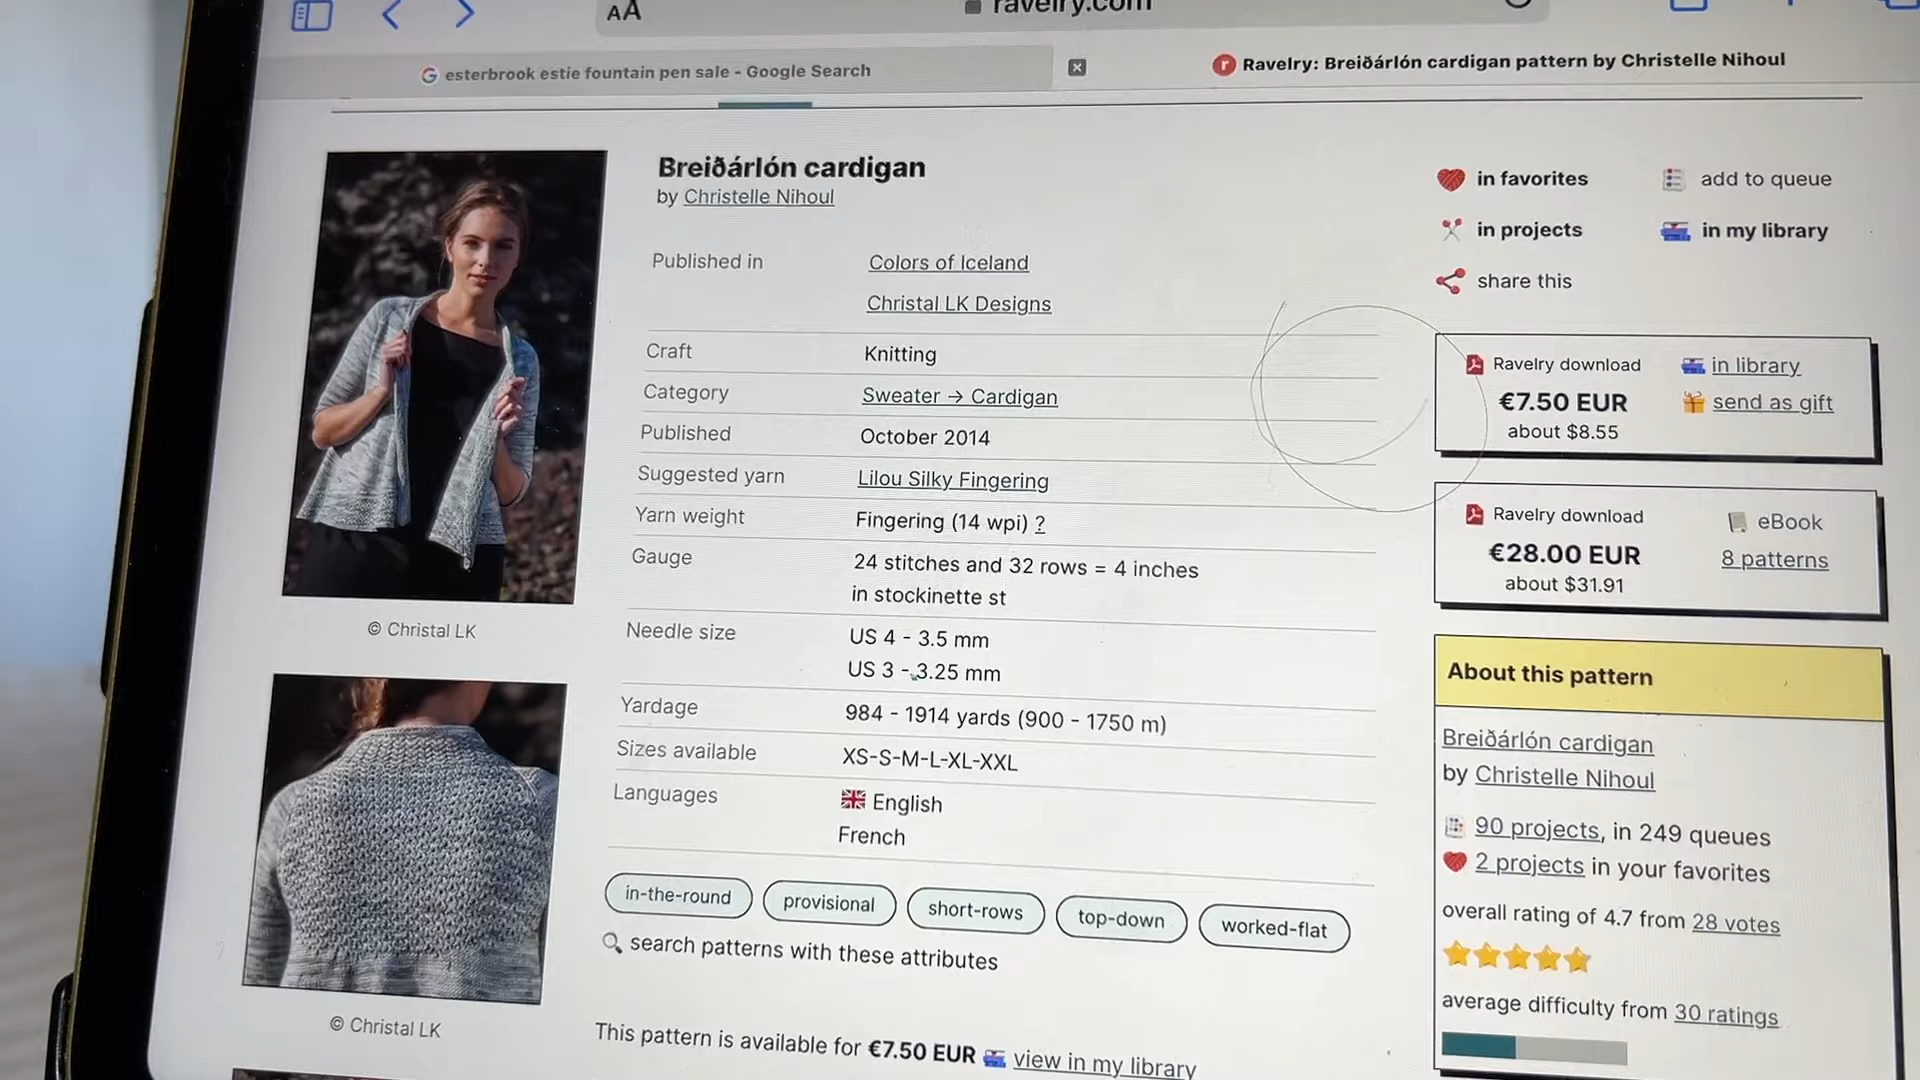 AA
ravelry.com
esterbrook estie fountain pen sale - Google Search
Ravelry: Breiðárlón cardigan pattern by Christelle Nihoul
Breiðárlón cardigan
by Christelle Nihoul
Published in Colors of Iceland
Christal LK Designs
Craft Knitting
Category Sweater → Cardigan
Published October 2014
Suggested yarn Lilou Silky Fingering
Yarn weight Fingering (14 wpi) ?
Gauge 24 stitches and 32 rows = 4 inches
in stockinette st
Needle size US 4 - 3.5 mm
US 3 - 3.25 mm
Yardage 984 - 1914 yards (900 - 1750 m)
Sizes available XS-S-M-L-XL-XXL
Languages English
French
in-the-round provisional short-rows top-down worked-flat
search patterns with these attributes
This pattern is available for €7.50 EUR view in my library
© Christal LK
© Christal LK
in favorites add to queue
in projects in my library
share this
Ravelry download in library
€7.50 EUR send as gift
about $8.55
Ravelry download eBook
€28.00 EUR 8 patterns
about $31.91
About this pattern
Breiðárlón cardigan
by Christelle Nihoul
90 projects, in 249 queues
2 projects in your favorites
overall rating of 4.7 from 28 votes
average difficulty from 30 ratings